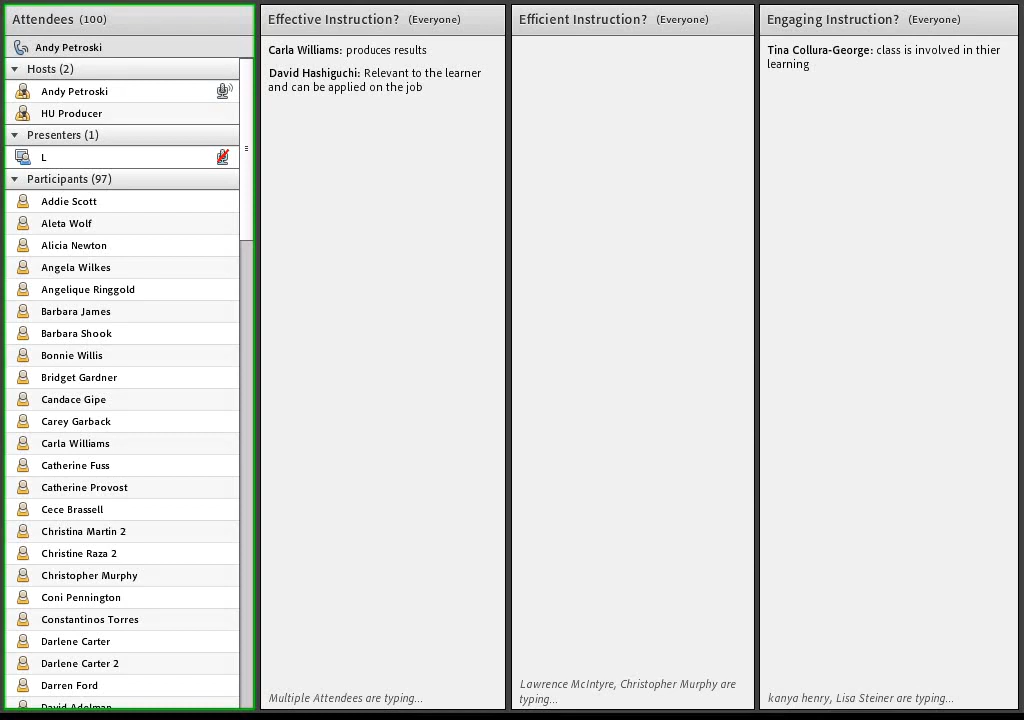 Attendees (100)
Andy Petroski
Hosts (2)
Andy Petroski
HU Producer
Presenters (1)
L
Participants (97)
Addie Scott
Aleta Wolf
Alicia Newton
Angela Wilkes
Angelique Ringgold
Barbara James
Barbara Shook
Bonnie Willis
Bridget Gardner
Candace Gipe
Carey Garback
Carla Williams
Catherine Fuss
Catherine Provost
Cece Brassell
Christina Martin 2
Christine Raza 2
Christopher Murphy
Coni Pennington
Constantinos Torres
Darlene Carter
Darlene Carter 2
Darren Ford
David Adelman
Effective Instruction? (Everyone)
Carla Williams: produces results
David Hashiguchi: Relevant to the learner
and can be applied on the job
Multiple Attendees are typing...
Efficient Instruction? (Everyone)
Lawrence McIntyre, Christopher Murphy are
typing...
Engaging Instruction? (Everyone)
Tina Collura-George: class is involved in thier
learning
kanya henry, Lisa Steiner are typing...